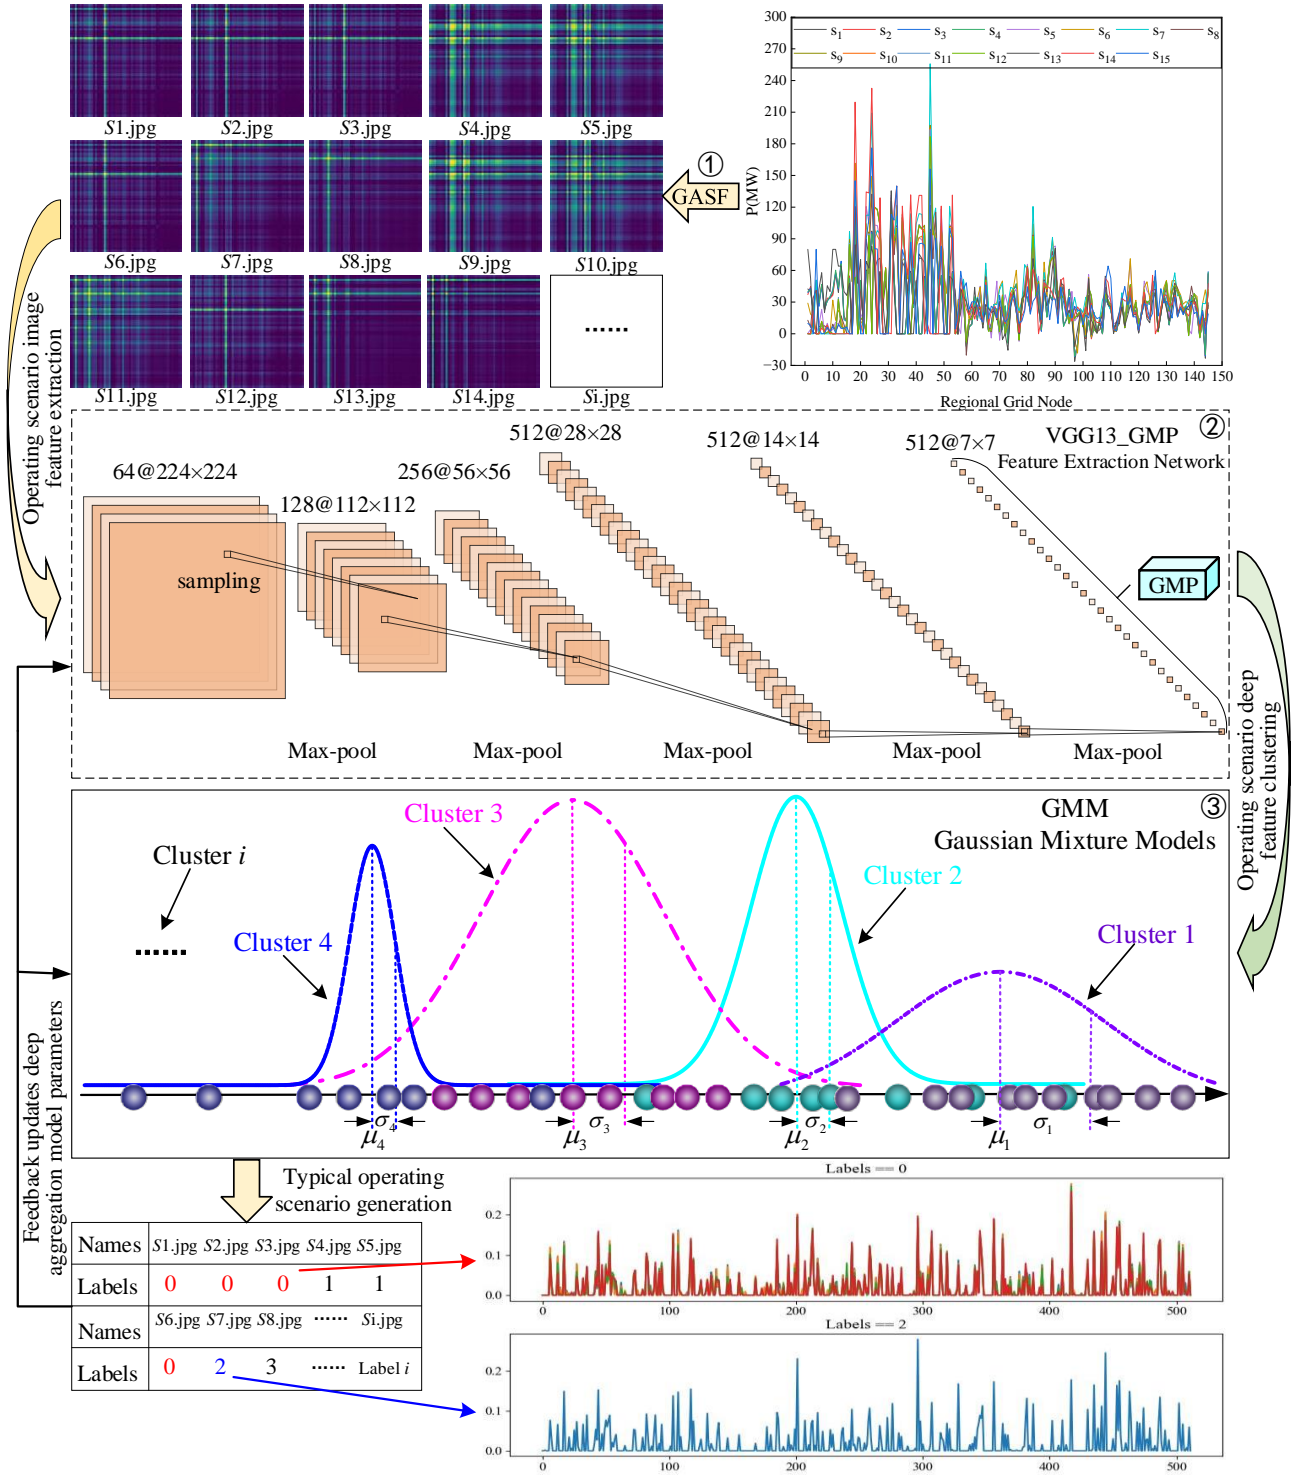 S1.jpg S2.jpg S3.jpg S4.jpg S5.jpg
S6.jpg S7.jpg S8.jpg S9.jpg S10.jpg
S11.jpg S12.jpg S13.jpg S14.jpg Si.jpg
......
①
GASF
P(MW)
300
270
240
210
180
150
120
90
60
30
0
−30
s1 s2 s3 s4 s5 s6 s7 s8
s9 s10 s11 s12 s13 s14 s15
0 10 20 30 40 50 60 70 80 90 100 110 120 130 140 150
Regional Grid Node
Operating scenario image
feature extraction
②
VGG13_GMP
Feature Extraction Network
64@224×224
128@112×112
256@56×56
512@28×28
512@14×14
512@7×7
sampling
GMP
Max-pool Max-pool Max-pool Max-pool Max-pool
Operating scenario deep
feature clustering
③
GMM
Gaussian Mixture Models
Cluster i
......
Cluster 4
Cluster 3
Cluster 2
Cluster 1
σ4 σ3 σ2 σ1
μ4 μ3 μ2 μ1
Feedback updates deep
aggregation model parameters
Typical operating
scenario generation
Names S1.jpg S2.jpg S3.jpg S4.jpg S5.jpg
Labels 0 0 0 1 1
Names S6.jpg S7.jpg S8.jpg ...... Si.jpg
Labels 0 2 3 ...... Label i
Labels == 0
0.2
0.1
0.0
0 100 200 300 400 500
Labels == 2
0.2
0.1
0.0
0 100 200 300 400 500